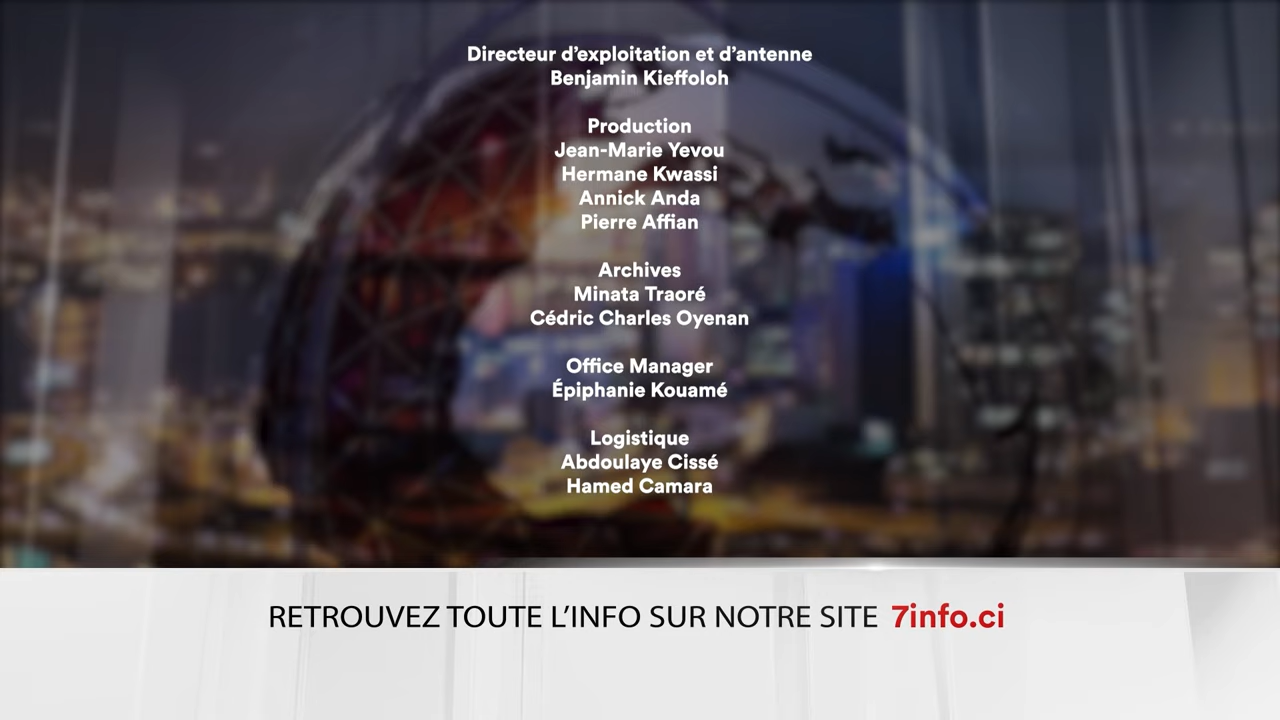 Directeur d’exploitation et d’antenne
Benjamin Kieffoloh
Production
Jean-Marie Yevou
Hermane Kwassi
Annick Anda
Pierre Affian
Archives
Minata Traoré
Cédric Charles Oyenan
Office Manager
Épiphanie Kouamé
Logistique
Abdoulaye Cissé
Hamed Camara
RETROUVEZ TOUTE L’INFO SUR NOTRE SITE 7info.ci